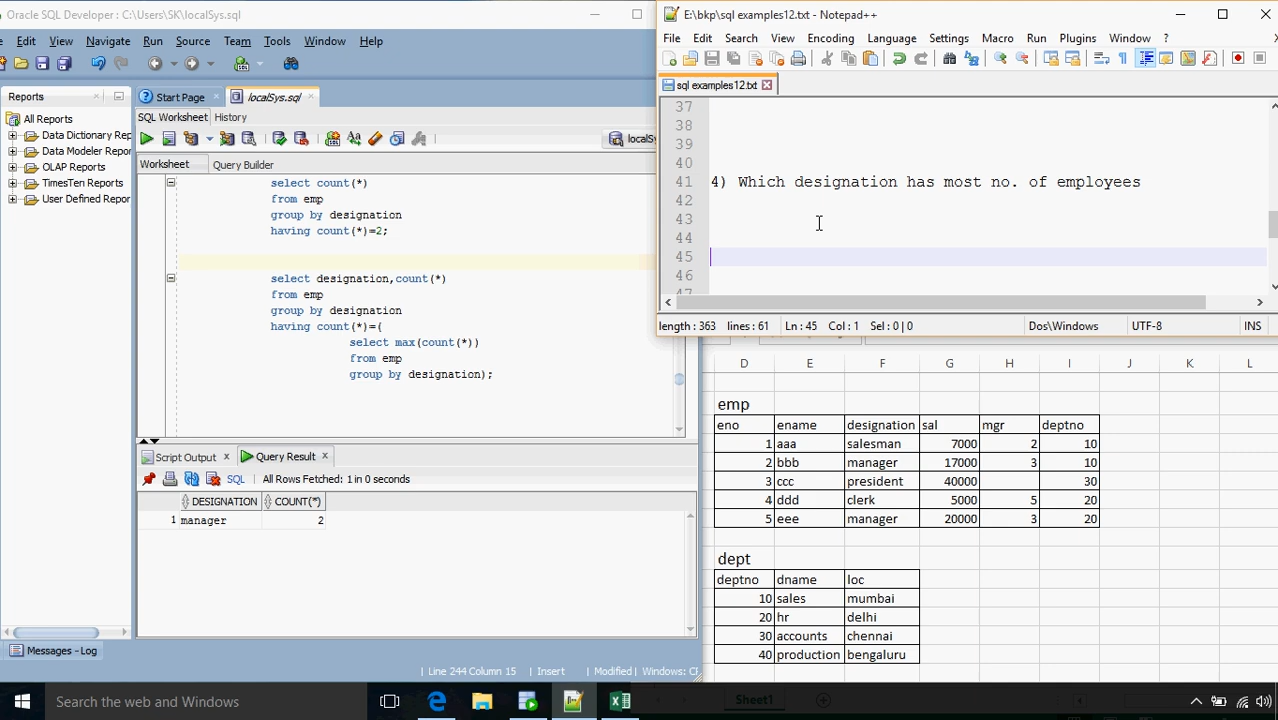 Oracle SQL Developer : C:\Users\SK\localSys.sql
Edit View Navigate Run Source Team Tools Window Help
Reports
All Reports
Data Dictionary Rep
Data Modeler Repor
OLAP Reports
TimesTen Reports
User Defined Repor
Start Page
localSys.sql
SQL Worksheet History
localSy
Worksheet Query Builder
select count(*)
from emp
group by designation
having count(*)=2;
select designation,count(*)
from emp
group by designation
having count(*)=(
select max(count(*))
from emp
group by designation);
Script Output Query Result
SQL All Rows Fetched: 1 in 0 seconds
DESIGNATION COUNT(*)
1 manager 2
Messages - Log
Line 244 Column 15 Insert Modified Windows: CF
E:\bkp\sql examples12.txt - Notepad++
File Edit Search View Encoding Language Settings Macro Run Plugins Window ?
sql examples12.txt
37
38
39
40
41 4) Which designation has most no. of employees
42
43
44
45
46
47
length : 363 lines : 61 Ln : 45 Col : 1 Sel : 0 | 0 Dos\Windows UTF-8 INS
D E F G H I J K L
emp
eno ename designation sal mgr deptno
1 aaa salesman 7000 2 10
2 bbb manager 17000 3 10
3 ccc president 40000 30
4 ddd clerk 5000 5 20
5 eee manager 20000 3 20
dept
deptno dname loc
10 sales mumbai
20 hr delhi
30 accounts chennai
40 production bengaluru
Sheet1
Search the web and Windows